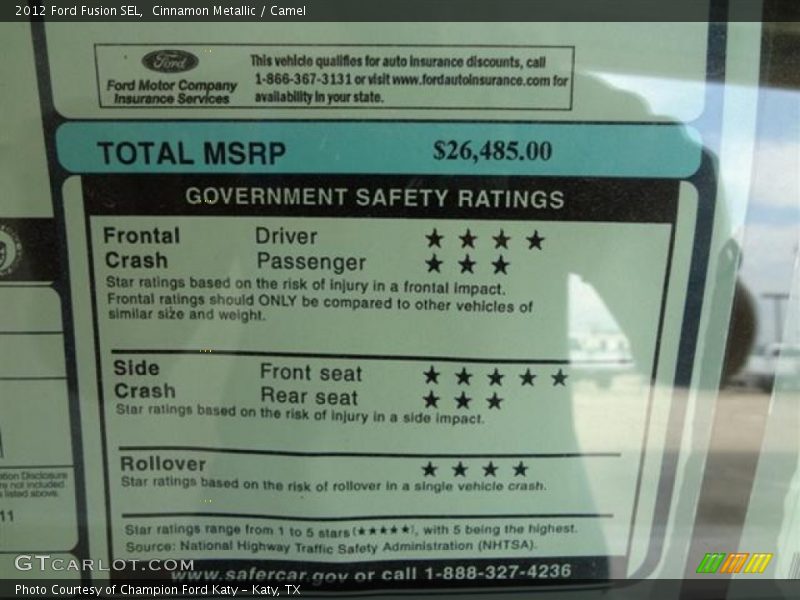 2012 Ford Fusion SEL, Cinnamon Metallic / Camel
Ford
Ford Motor Company
Insurance Services
This vehicle qualifies for auto insurance discounts, call
1-866-367-3131 or visit www.fordautoinsurance.com for
availability in your state.
TOTAL MSRP $26,485.00
GOVERNMENT SAFETY RATINGS
Frontal Driver ★ ★ ★ ★
Crash Passenger ★ ★ ★
Star ratings based on the risk of injury in a frontal impact.
Frontal ratings should ONLY be compared to other vehicles of
similar size and weight.
Side Front seat ★ ★ ★ ★ ★
Crash Rear seat ★ ★ ★
Star ratings based on the risk of injury in a side impact.
Rollover ★ ★ ★ ★
Star ratings based on the risk of rollover in a single vehicle crash.
Star ratings range from 1 to 5 stars (★★★★★), with 5 being the highest.
Source: National Highway Traffic Safety Administration (NHTSA).
www.safercar.gov or call 1-888-327-4236
Disclosure
not included
listed above.
11
GTCarLot.com
Photo Courtesy of Champion Ford Katy - Katy, TX